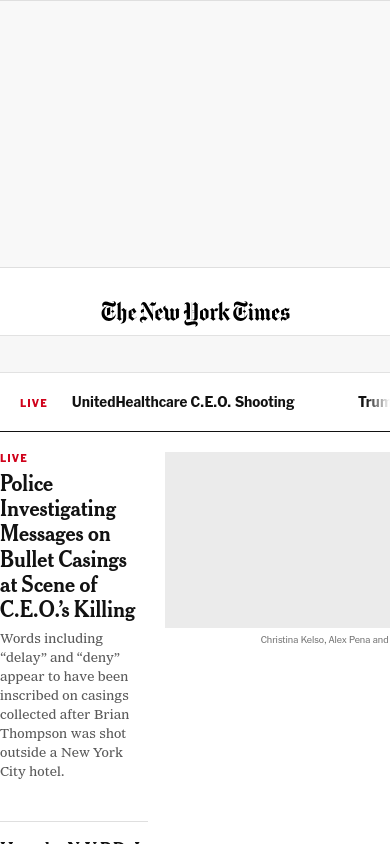 The New York Times
LIVE UnitedHealthcare C.E.O. Shooting Trum
LIVE
Police
Investigating
Messages on
Bullet Casings
at Scene of
C.E.O.’s Killing
Words including
“delay” and “deny”
appear to have been
inscribed on casings
collected after Brian
Thompson was shot
outside a New York
City hotel.
Christina Kelso, Alex Pena and